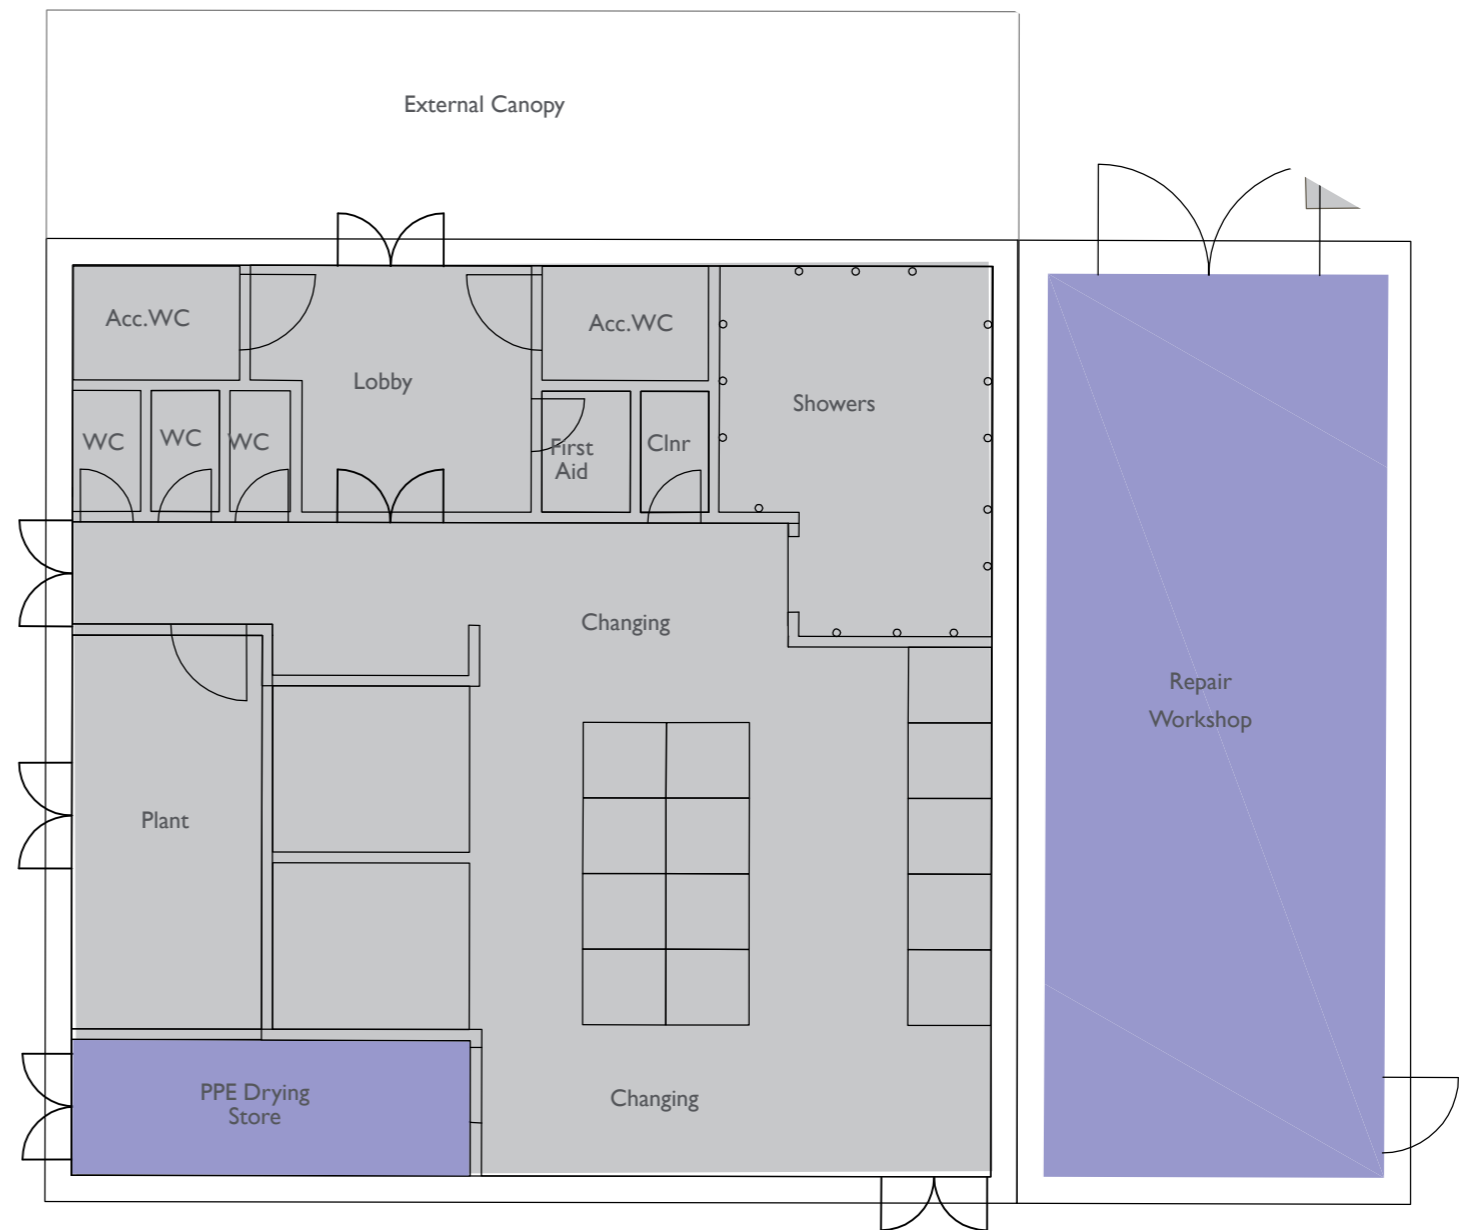 External Canopy
Acc.WC
Acc.WC
Lobby
Showers
WC
WC
WC
First
Aid
Clnr
Changing
Repair
Workshop
Plant
PPE Drying
Store
Changing